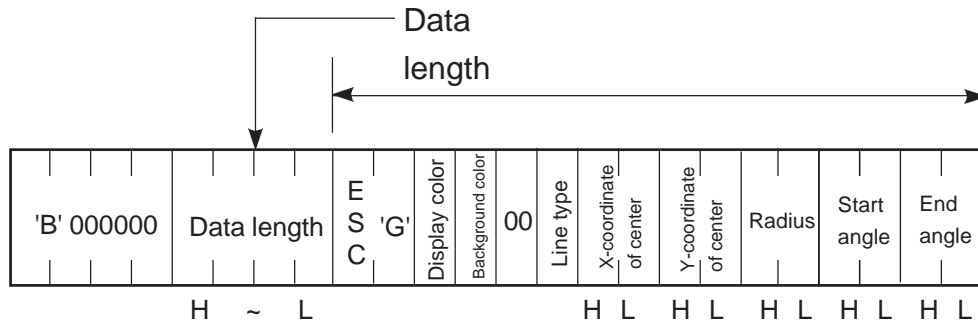 Data
length
'B' 000000
Data length
E
S
C
'G'
Display color
Background color
00
Line type
X-coordinate
of center
Y-coordinate
of center
Radius
Start
angle
End
angle
H ~ L H L H L H L H L H L